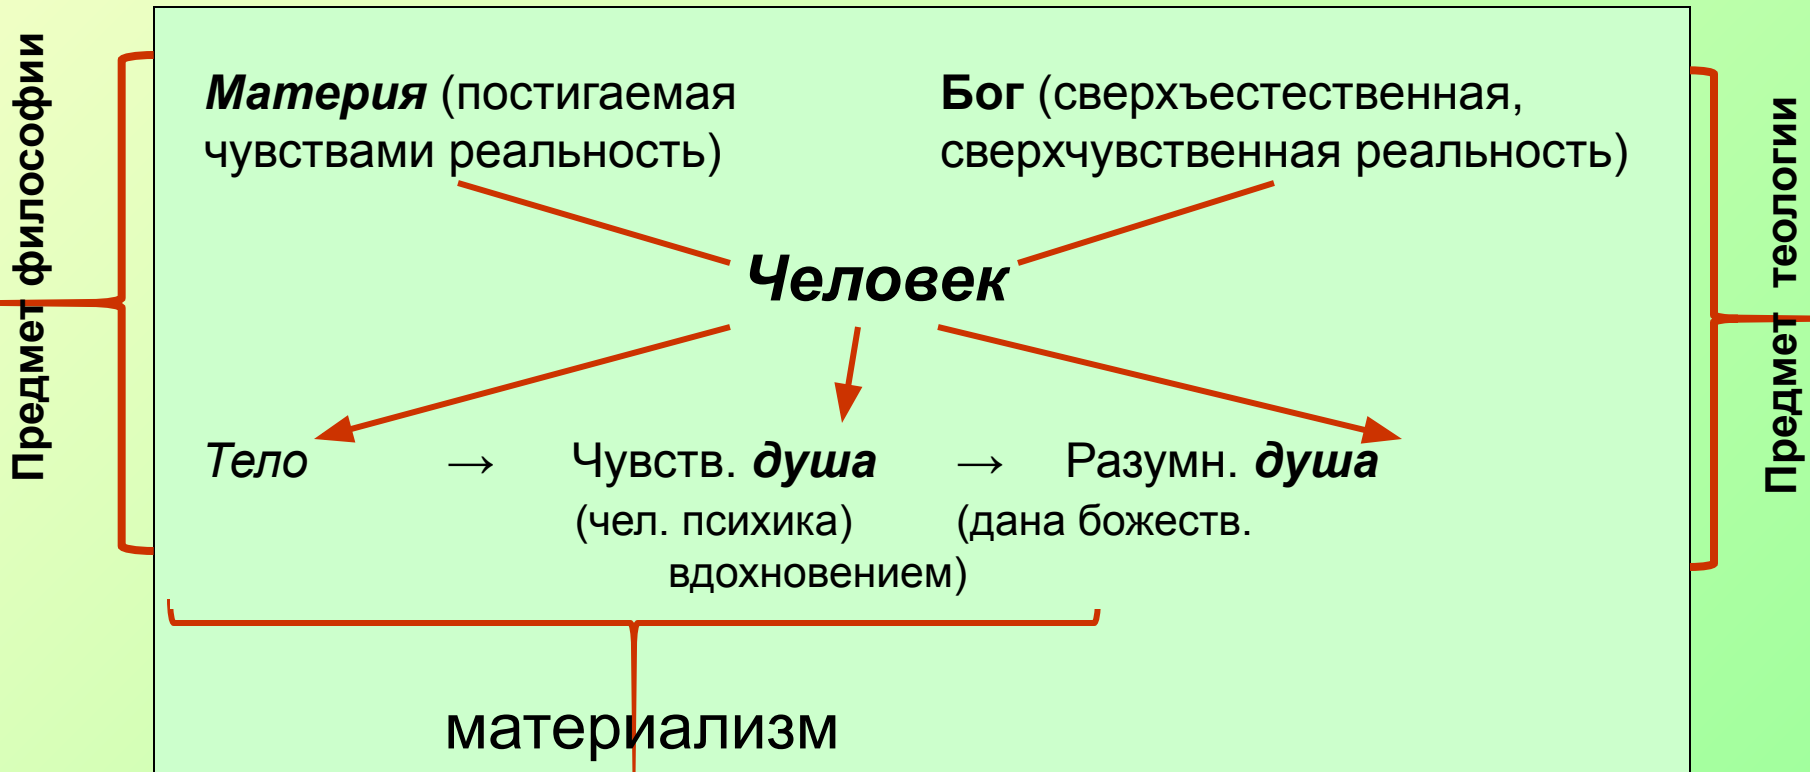 Предмет философии
Материя (постигаемая
чувствами реальность)
Бог (сверхъестественная,
сверхчувственная реальность)
Человек
Тело → Чувств. душа → Разумн. душа
(чел. психика) (дана божеств.
вдохновением)
материализм
Предмет теологии